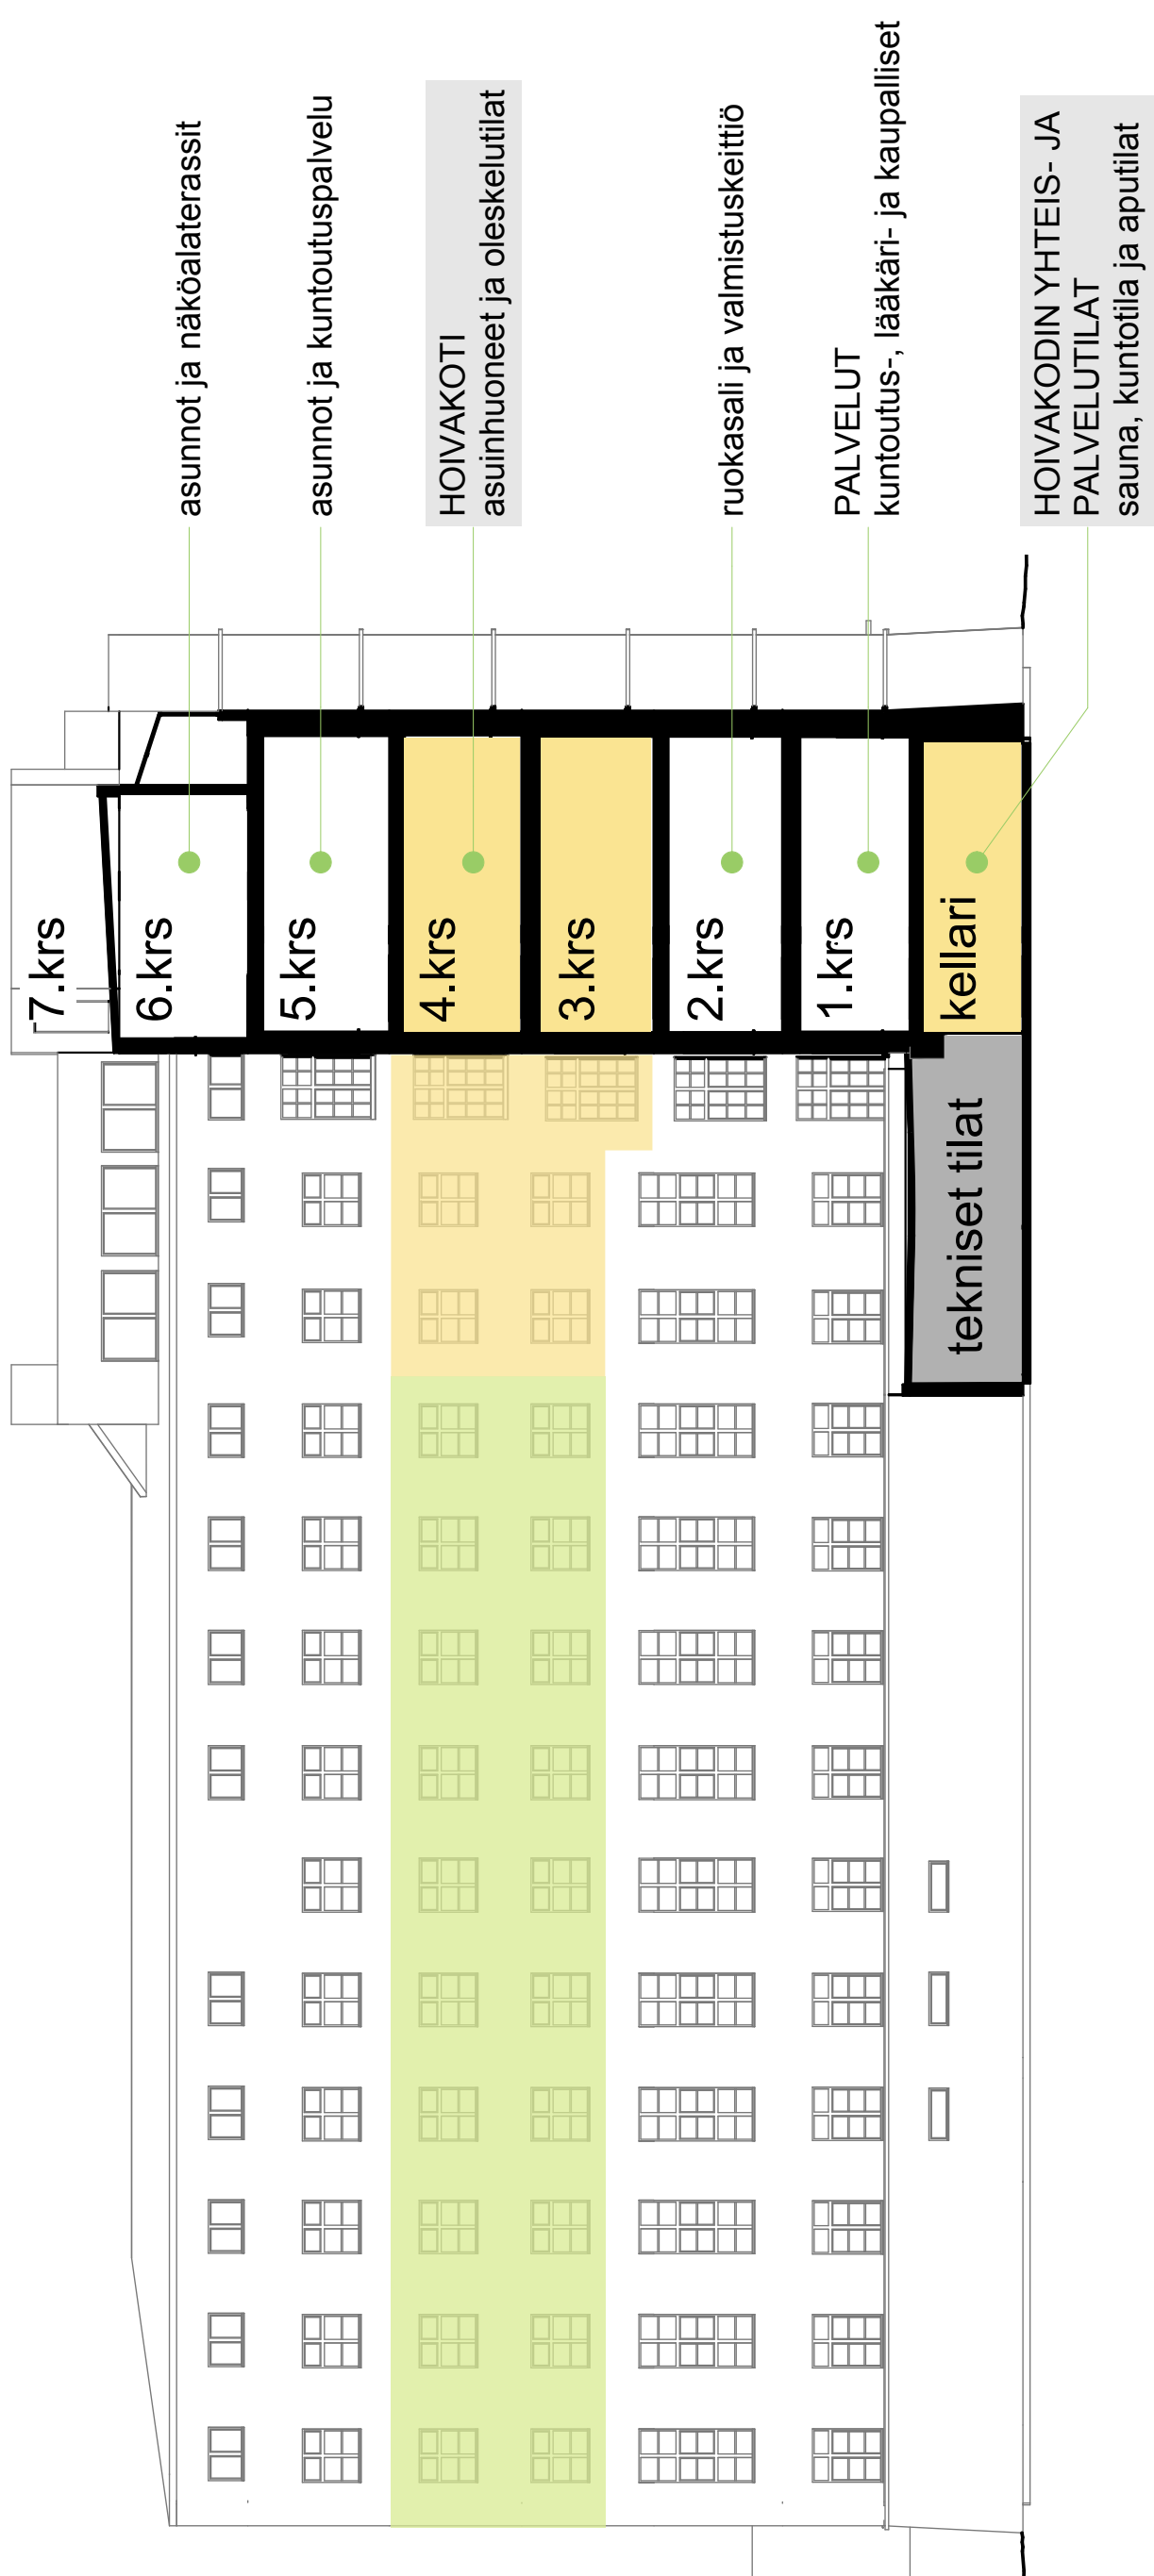 7.krs
6.krs
asunnot ja näköalaterassit
5.krs
asunnot ja kuntoutuspalvelu
4.krs
HOIVAKOTI
asuinhuoneet ja oleskelutilat
3.krs
2.krs
ruokasali ja valmistuskeittiö
1.krs
PALVELUT
kuntoutus-, lääkäri- ja kaupalliset
kellari
tekniset tilat
HOIVAKODIN YHTEIS- JA
PALVELUTILAT
sauna, kuntotila ja aputilat